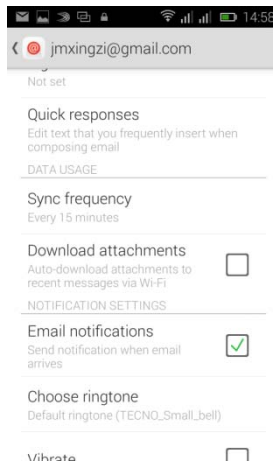 14:58
jmxingzi@gmail.com
Not set
Quick responses
Edit text that you frequently insert when
composing email
DATA USAGE
Sync frequency
Every 15 minutes
Download attachments
Auto-download attachments to
recent messages via Wi-Fi
NOTIFICATION SETTINGS
Email notifications
Send notification when email
arrives
Choose ringtone
Default ringtone (TECNO_Small_bell)
Vibrate